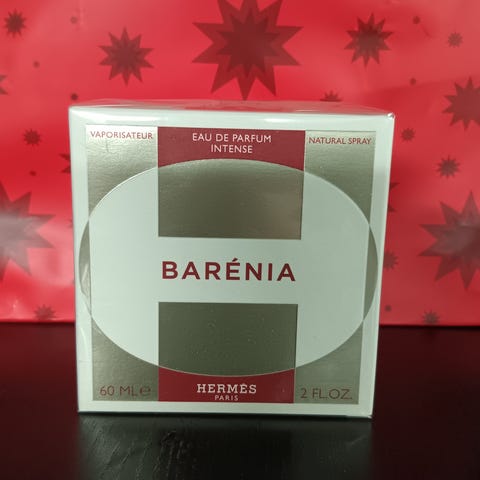 VAPORISATEUR
EAU DE PARFUM
INTENSE
NATURAL SPRAY
BARÉNIA
60 ML ℮
HERMÈS
PARIS
2 FL.OZ.